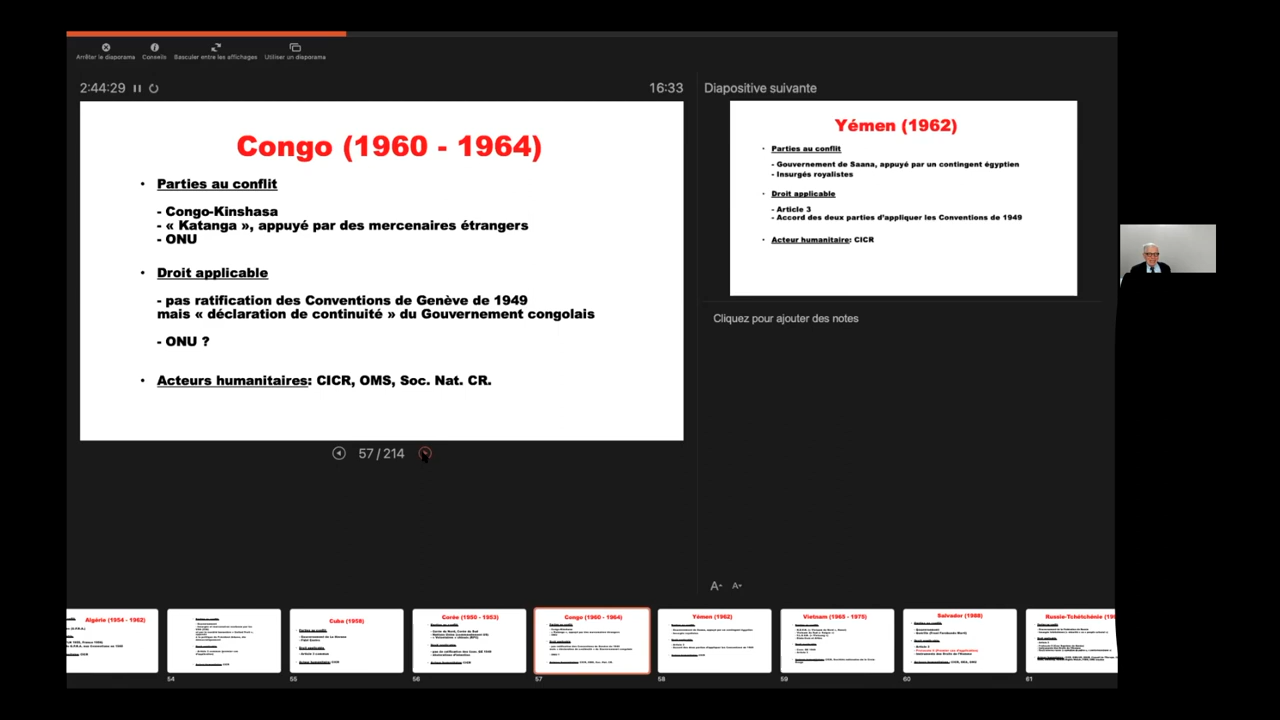 Arrêter le diaporama
Conseils
Basculer entre les affichages
Utiliser un diaporama
2:44:29
16:33
Congo (1960 - 1964)
• Parties au conflit
- Congo-Kinshasa
- « Katanga », appuyé par des mercenaires étrangers
- ONU
• Droit applicable
- pas ratification des Conventions de Genève de 1949
mais « déclaration de continuité » du Gouvernement congolais
- ONU ?
• Acteurs humanitaires: CICR, OMS, Soc. Nat. CR.
57 / 214
Diapositive suivante
Yémen (1962)
• Parties au conflit
- Gouvernement de Saana, appuyé par un contingent égyptien
- Insurgés royalistes
• Droit applicable
- Article 3
- Accord des deux parties d'appliquer les Conventions de 1949
• Acteur humanitaire: CICR
Cliquez pour ajouter des notes
A A
Algérie (1954 - 1962)
54
Cuba (1958)
55
Corée (1950 - 1953)
56
Congo (1960 - 1964)
57
Yémen (1962)
58
Vietnam (1965 - 1975)
59
Salvador (1988)
60
Russie-Tchétchénie
61